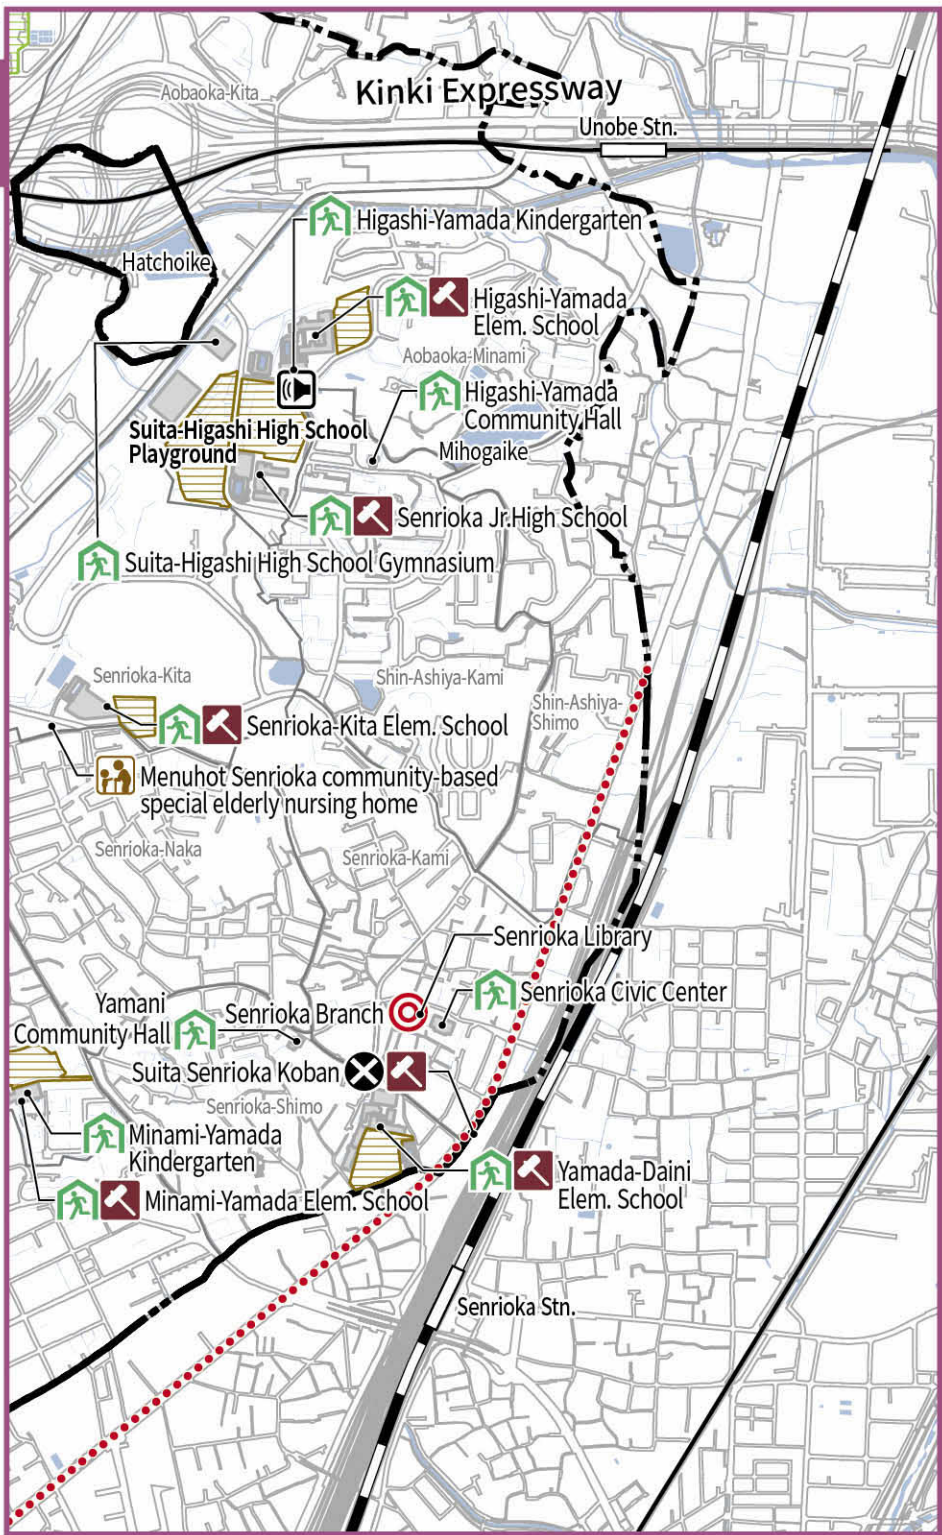 Aobaoka-Kita
Kinki Expressway
Unobe Stn.
Higashi-Yamada Kindergarten
Hatchoike
Higashi-Yamada
Elem. School
Aobaoka-Minami
Higashi-Yamada
Community Hall
Suita-Higashi High School
Playground
Mihogaike
Senrioka Jr.High School
Suita-Higashi High School Gymnasium
Senrioka-Kita
Shin-Ashiya-Kami
Shin-Ashiya-
Shimo
Senrioka-Kita Elem. School
Menuhot Senrioka community-based
special elderly nursing home
Senrioka-Naka
Senrioka-Kami
Senrioka Library
Senrioka Civic Center
Yamani
Community Hall
Senrioka Branch
Suita Senrioka Koban
Senrioka-Shimo
Minami-Yamada
Kindergarten
Yamada-Daini
Elem. School
Minami-Yamada Elem. School
Senrioka Stn.